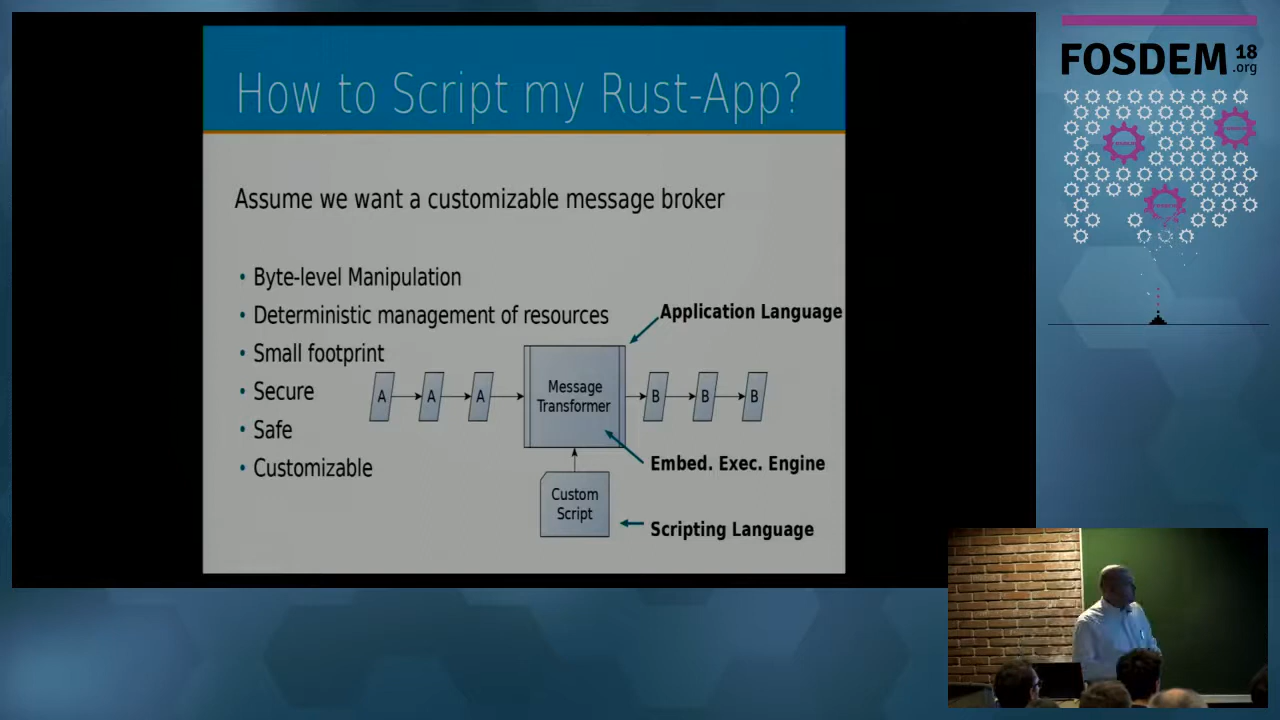 How to Script my Rust-App?
Assume we want a customizable message broker
• Byte-level Manipulation
• Deterministic management of resources
• Small footprint
• Secure
• Safe
• Customizable
Application Language
A
A
A
Message
Transformer
B
B
B
Embed. Exec. Engine
Custom
Script
Scripting Language
FOSDEM 18
.org